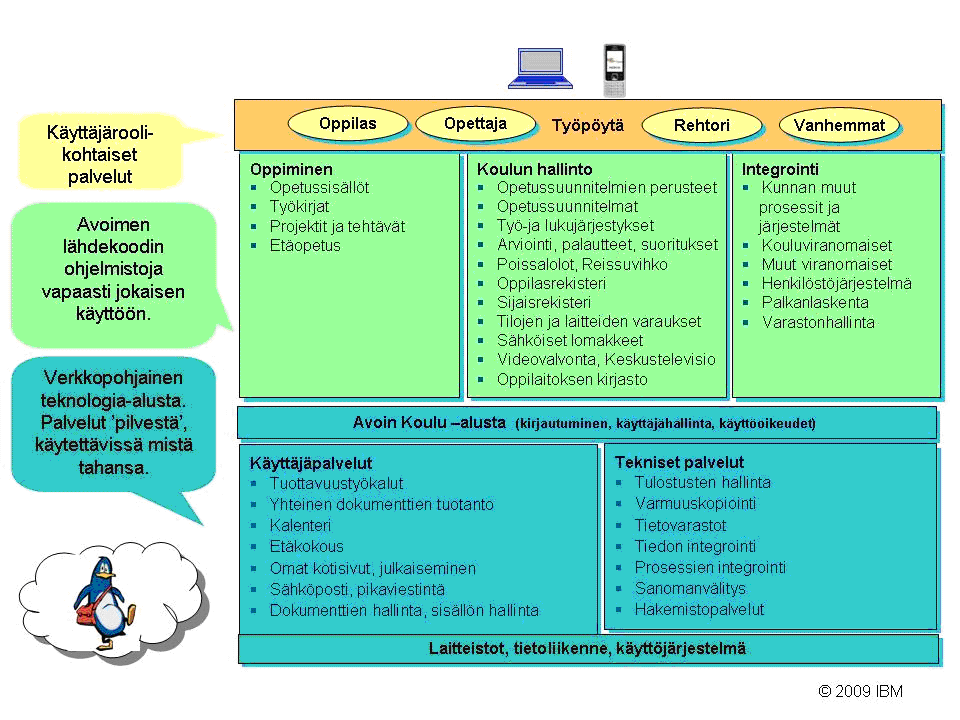 Käyttäjärooli-
kohtaiset
palvelut
Oppilas
Opettaja
Työpöytä
Rehtori
Vanhemmat
Avoimen
lähdekoodin
ohjelmistoja
vapaasti jokaisen
käyttöön.
Oppiminen
Opetussisällöt
Työkirjat
Projektit ja tehtävät
Etäopetus
Koulun hallinto
Opetussuunnitelmien perusteet
Opetussuunnitelmat
Työ-ja lukujärjestykset
Arviointi, palautteet, suoritukset
Poissalolot, Reissuvihko
Oppilasrekisteri
Sijaisrekisteri
Tilojen ja laitteiden varaukset
Sähköiset lomakkeet
Videovalvonta, Keskustelevisio
Oppilaitoksen kirjasto
Integrointi
Kunnan muut
prosessit ja
järjestelmät
Kouluviranomaiset
Muut viranomaiset
Henkilöstöjärjestelmä
Palkanlaskenta
Varastonhallinta
Verkkopohjainen
teknologia-alusta.
Palvelut ’pilvestä’,
käytettävissä mistä
tahansa.
Avoin Koulu –alusta (kirjautuminen, käyttäjähallinta, käyttöoikeudet)
Käyttäjäpalvelut
Tuottavuustyökalut
Yhteinen dokumenttien tuotanto
Kalenteri
Etäkokous
Omat kotisivut, julkaiseminen
Sähköposti, pikaviestintä
Dokumenttien hallinta, sisällön hallinta
Tekniset palvelut
Tulostusten hallinta
Varmuuskopiointi
Tietovarastot
Tiedon integrointi
Prosessien integrointi
Sanomanvälitys
Hakemistopalvelut
Laitteistot, tietoliikenne, käyttöjärjestelmä
© 2009 IBM